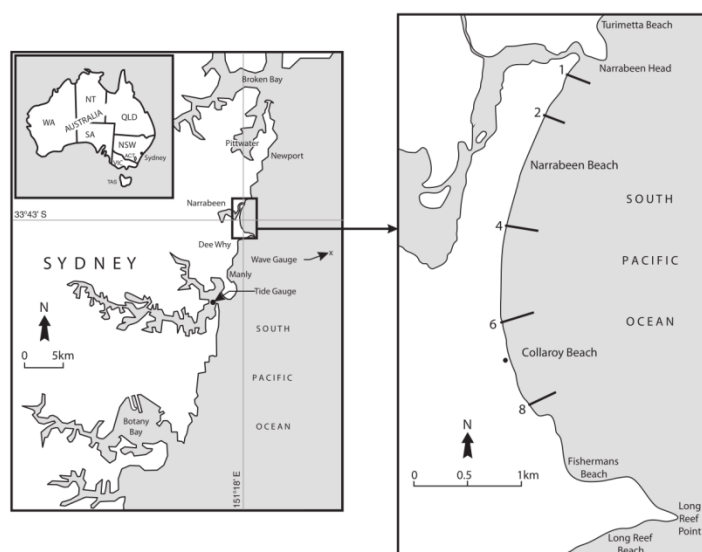 NT
WA
QLD
AUSTRALIA
SA
NSW
ACT
VIC
Sydney
TAS
Broken Bay
Pittwater
Newport
Narrabeen
33°43' S
Dee Why
Wave Gauge
x
SYDNEY
Manly
Tide Gauge
N
0 5km
SOUTH
PACIFIC
OCEAN
Botany
Bay
151°18' E
Turimetta Beach
1
Narrabeen Head
2
Narrabeen Beach
SOUTH
4
PACIFIC
6
OCEAN
Collaroy Beach
8
N
0 0.5 1km
Fishermans
Beach
Long
Reef
Point
Long Reef
Beach